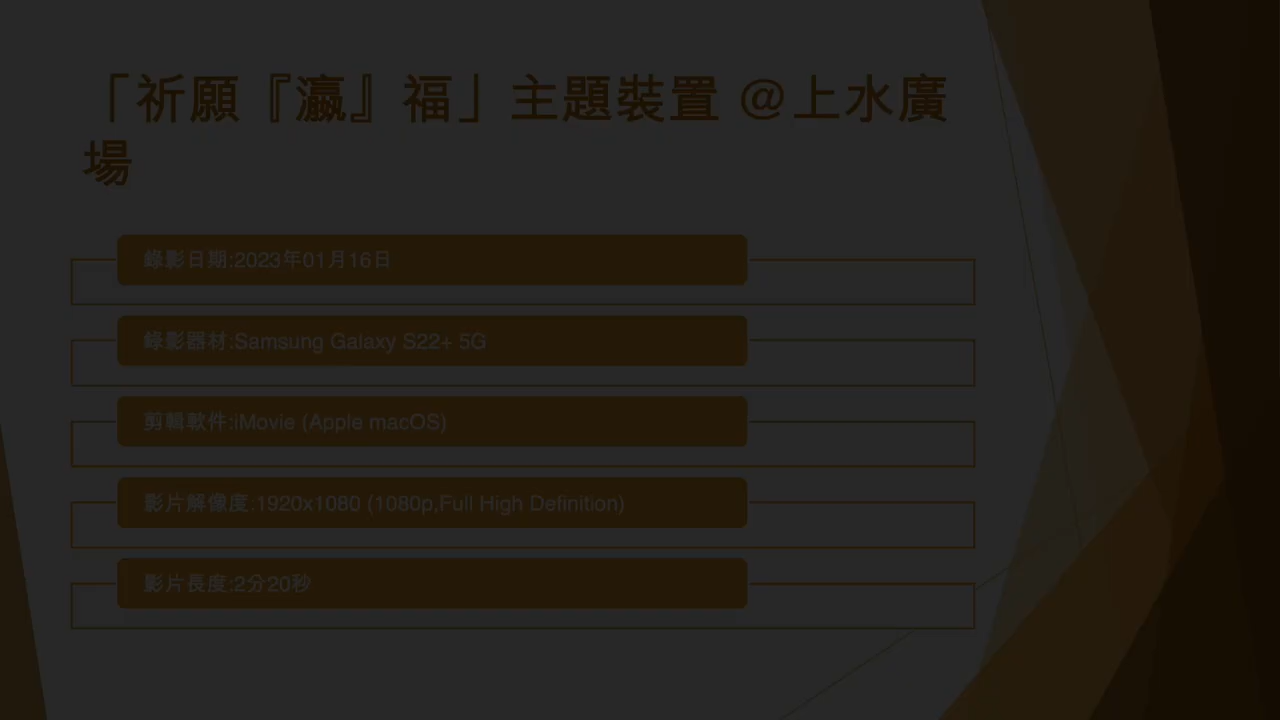 「祈願『瀛』福」主題裝置 @上水廣
場
錄影日期:2023年01月16日
錄影器材:Samsung Galaxy S22+ 5G
剪輯軟件:iMovie (Apple macOS)
影片解像度:1920x1080 (1080p,Full High Definition)
影片長度:2分20秒